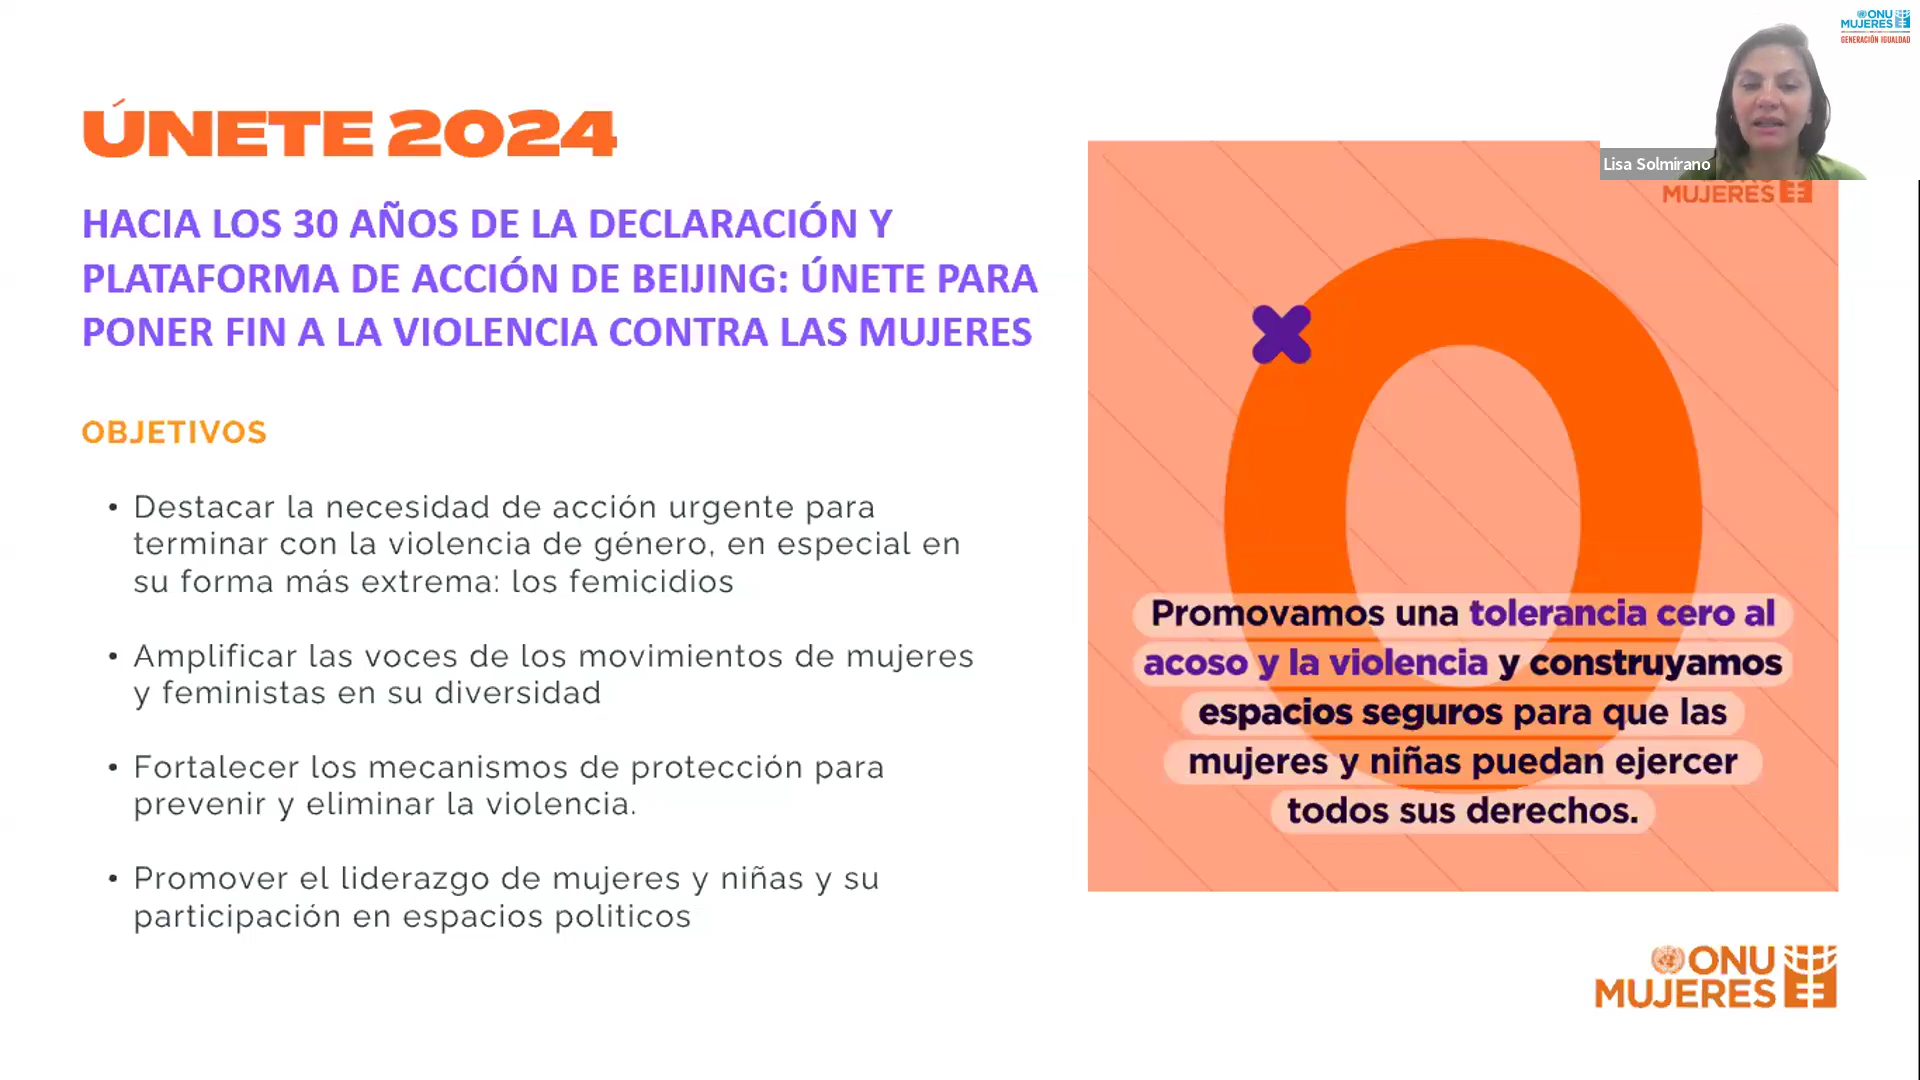 ÚNETE 2024
HACIA LOS 30 AÑOS DE LA DECLARACIÓN Y
PLATAFORMA DE ACCIÓN DE BEIJING: ÚNETE PARA
PONER FIN A LA VIOLENCIA CONTRA LAS MUJERES
OBJETIVOS
• Destacar la necesidad de acción urgente para
terminar con la violencia de género, en especial en
su forma más extrema: los femicidios
• Amplificar las voces de los movimientos de mujeres
y feministas en su diversidad
• Fortalecer los mecanismos de protección para
prevenir y eliminar la violencia.
• Promover el liderazgo de mujeres y niñas y su
participación en espacios politicos
ONU
MUJERES
GENERACIÓN IGUALDAD
Lisa Solmirano
MUJERES
Promovamos una tolerancia cero al
acoso y la violencia y construyamos
espacios seguros para que las
mujeres y niñas puedan ejercer
todos sus derechos.
ONU
MUJERES